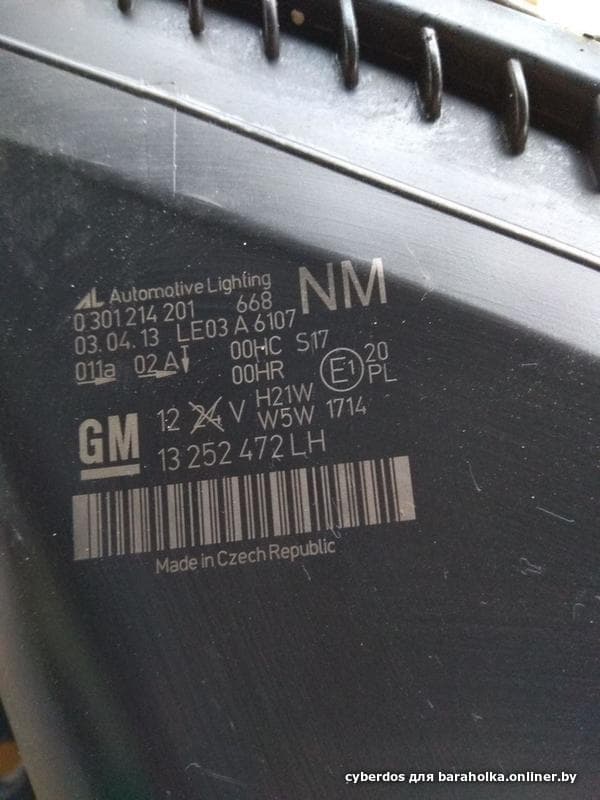 AL Automotive Lighting NM
0 301 214 201 668
03.04.13 LE03 A 6107
011a 02A 00HC S17
00HR E1 20 PL
GM 12 24 V H21W
W5W 1714
13 252 472 LH
Made in Czech Republic
cyberdos для baraholka.onliner.by